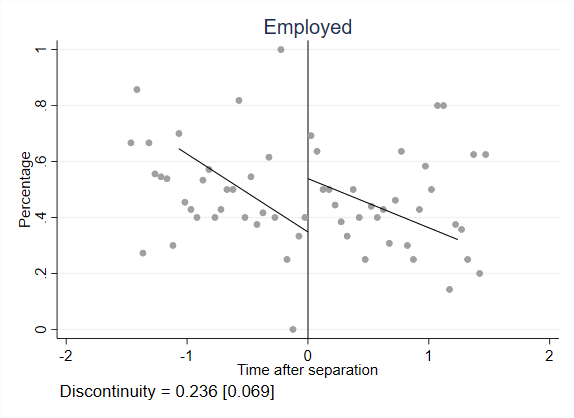 Employed
Percentage
1
.8
.6
.4
.2
0
-2 -1 0 1 2
Time after separation
Discontinuity = 0.236 [0.069]